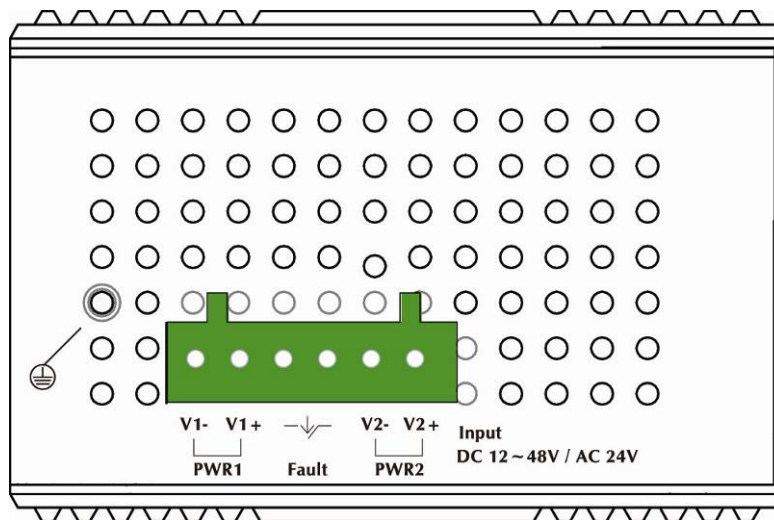 V1- V1+ V2- V2+
PWR1 Fault PWR2
Input
DC 12~48V / AC 24V